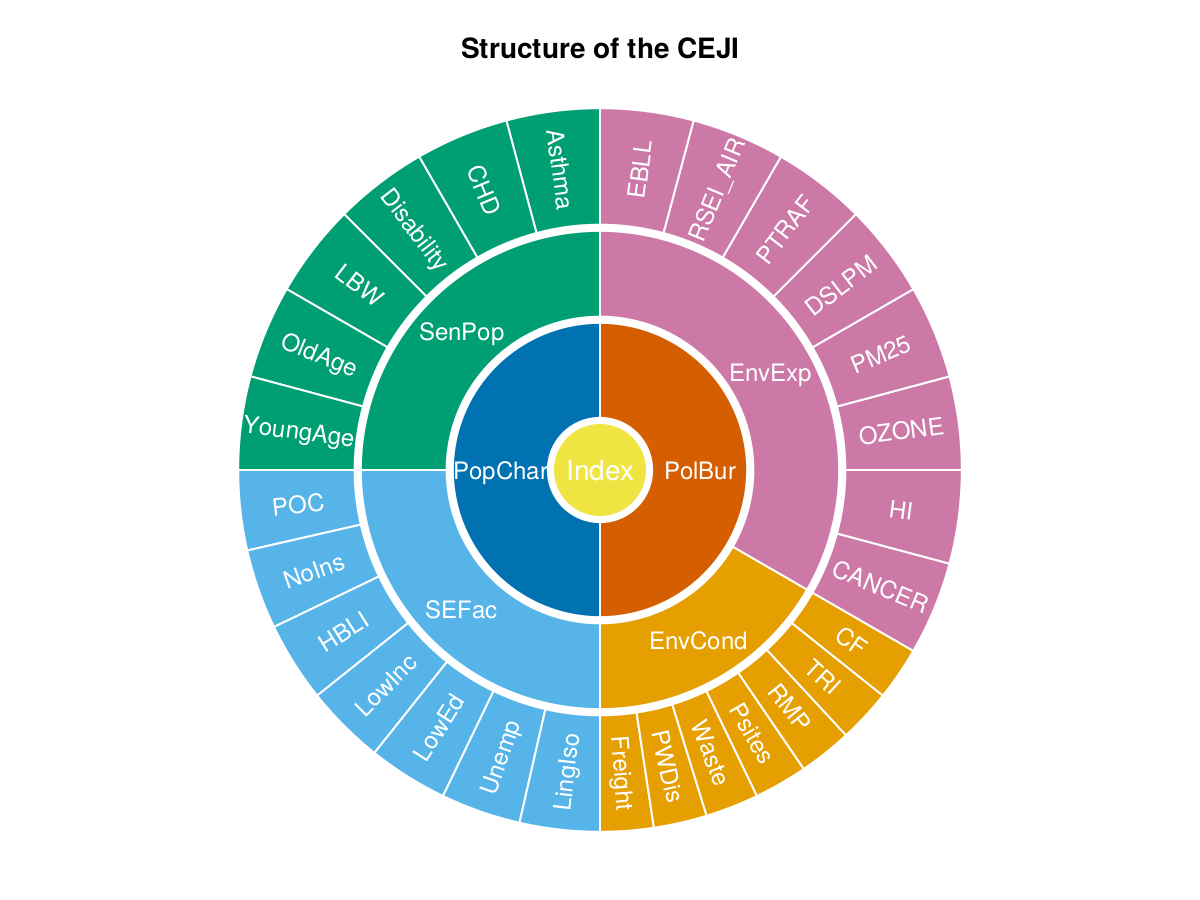 Structure of the CEJI
Index
PopChar
PolBur
SenPop
EnvExp
SEFac
EnvCond
EBLL
RSEI_AIR
PTRAF
DSLPM
PM25
OZONE
HI
CANCER
CF
TRI
RMP
Psites
Waste
PWDis
Freight
LingIso
Unemp
LowEd
LowInc
HBLI
NoIns
POC
YoungAge
OldAge
LBW
Disability
CHD
Asthma